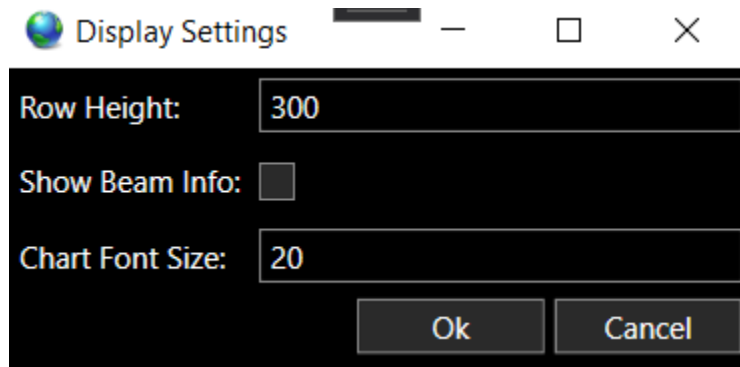 Display Settings
Row Height: 300
Show Beam Info:
Chart Font Size: 20
Ok Cancel